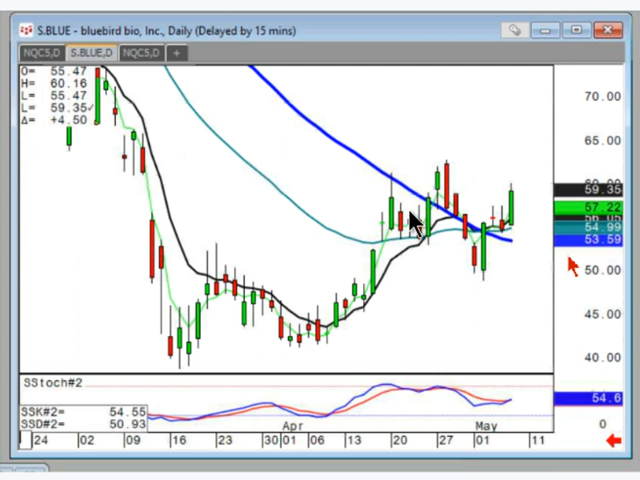 S.BLUE - bluebird bio, Inc., Daily (Delayed by 15 mins)
NQC5,D S.BLUE,D NQC5,D +
O= 55.47
H= 60.16
L= 55.47
L= 59.35
Δ= +4.50
70.00
65.00
59.35
57.22
54.99
53.59
50.00
45.00
40.00
SStoch#2
SSK#2= 54.55
SSD#2= 50.93
54.6
0
Apr May
24 02 09 16 23 30 01 06 13 20 27 01 11